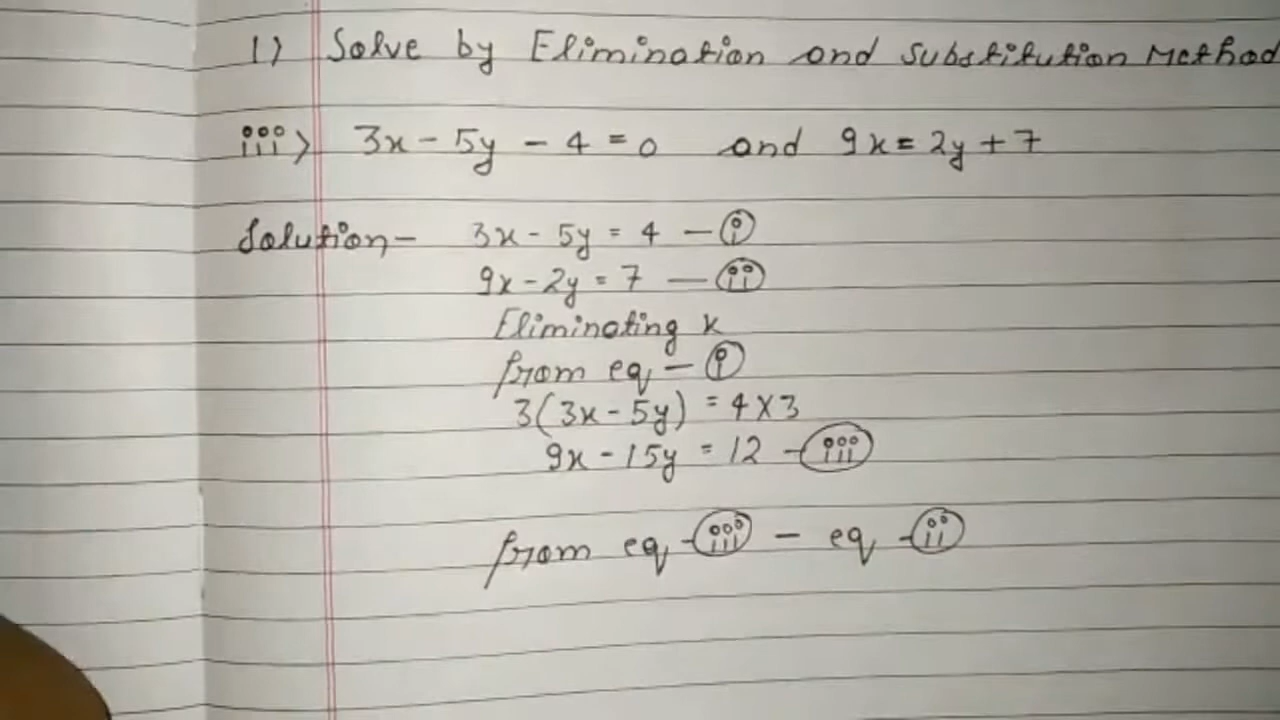 1) Solve by Elimination and Substitution Method
iii) 3x - 5y - 4 = 0 and 9x = 2y + 7
Solution- 3x - 5y = 4 - (i)
9x - 2y = 7 - (ii)
Eliminating x
from eq - (i)
3(3x - 5y) = 4 x 3
9x - 15y = 12 - (iii)
from eq - (iii) - eq - (ii)